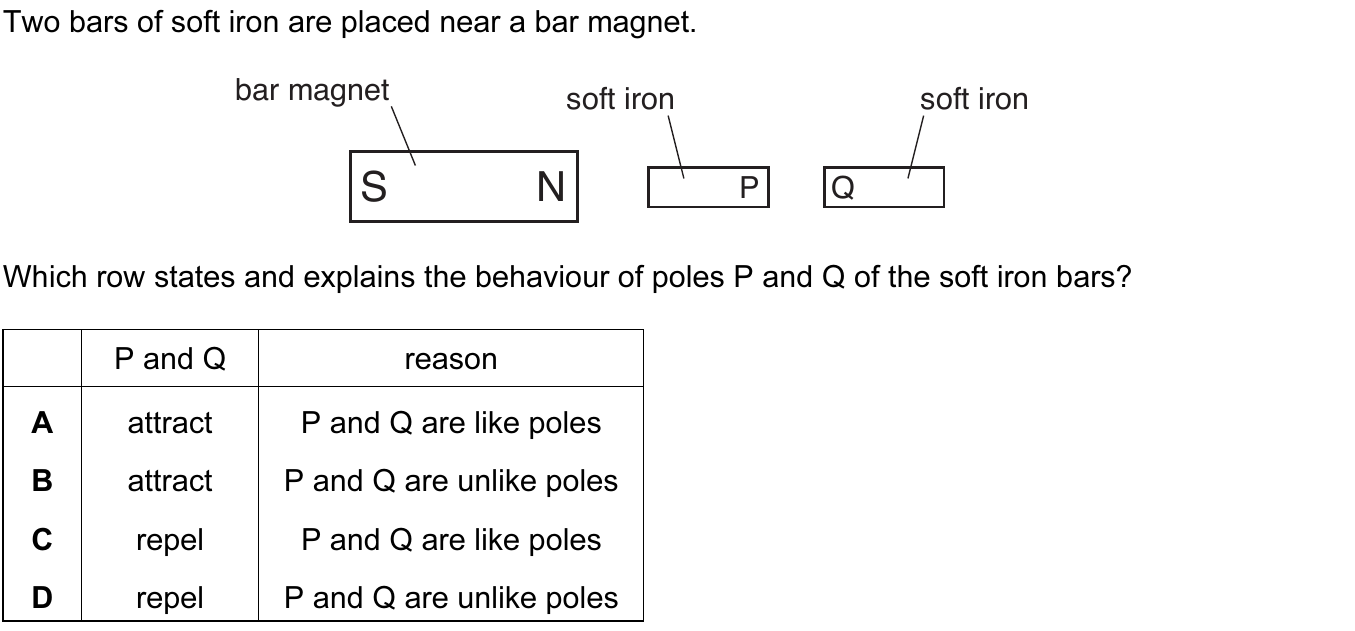 Two bars of soft iron are placed near a bar magnet.
bar magnet
soft iron
soft iron
S N P Q
Which row states and explains the behaviour of poles P and Q of the soft iron bars?
P and Q reason
A attract P and Q are like poles
B attract P and Q are unlike poles
C repel P and Q are like poles
D repel P and Q are unlike poles